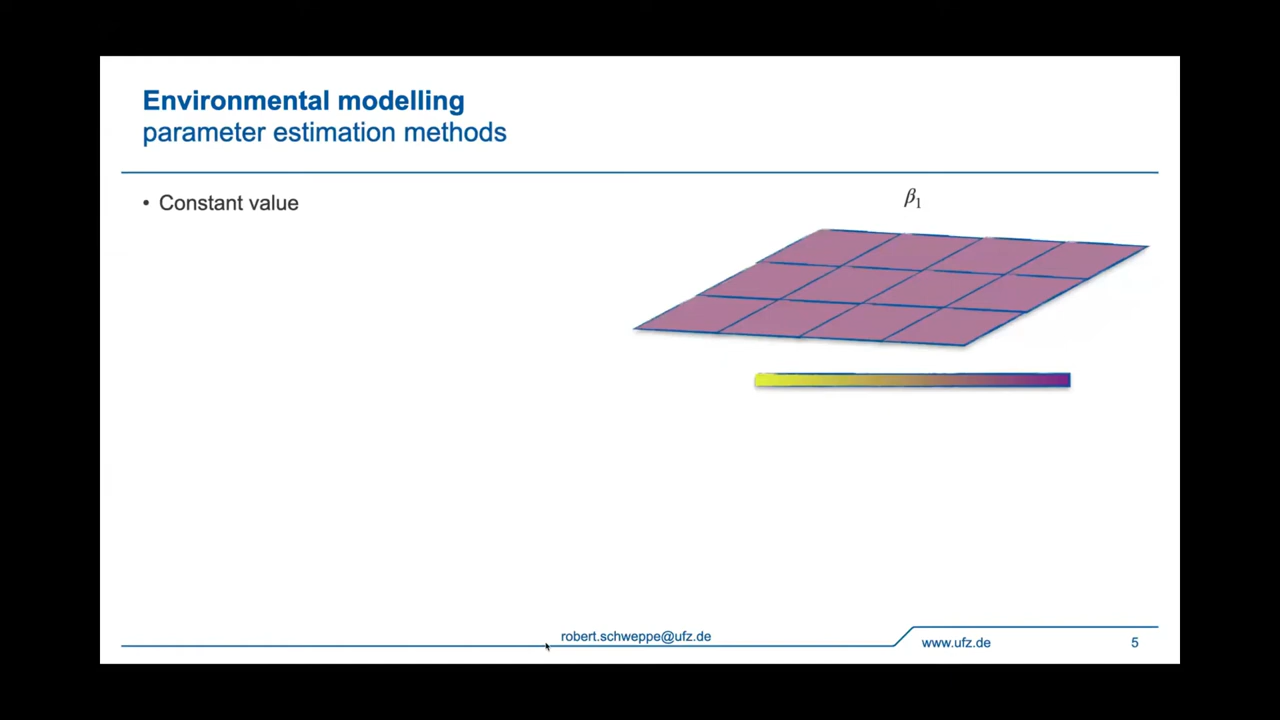 Environmental modelling
parameter estimation methods
• Constant value
β₁
robert.schweppe@ufz.de
www.ufz.de
5